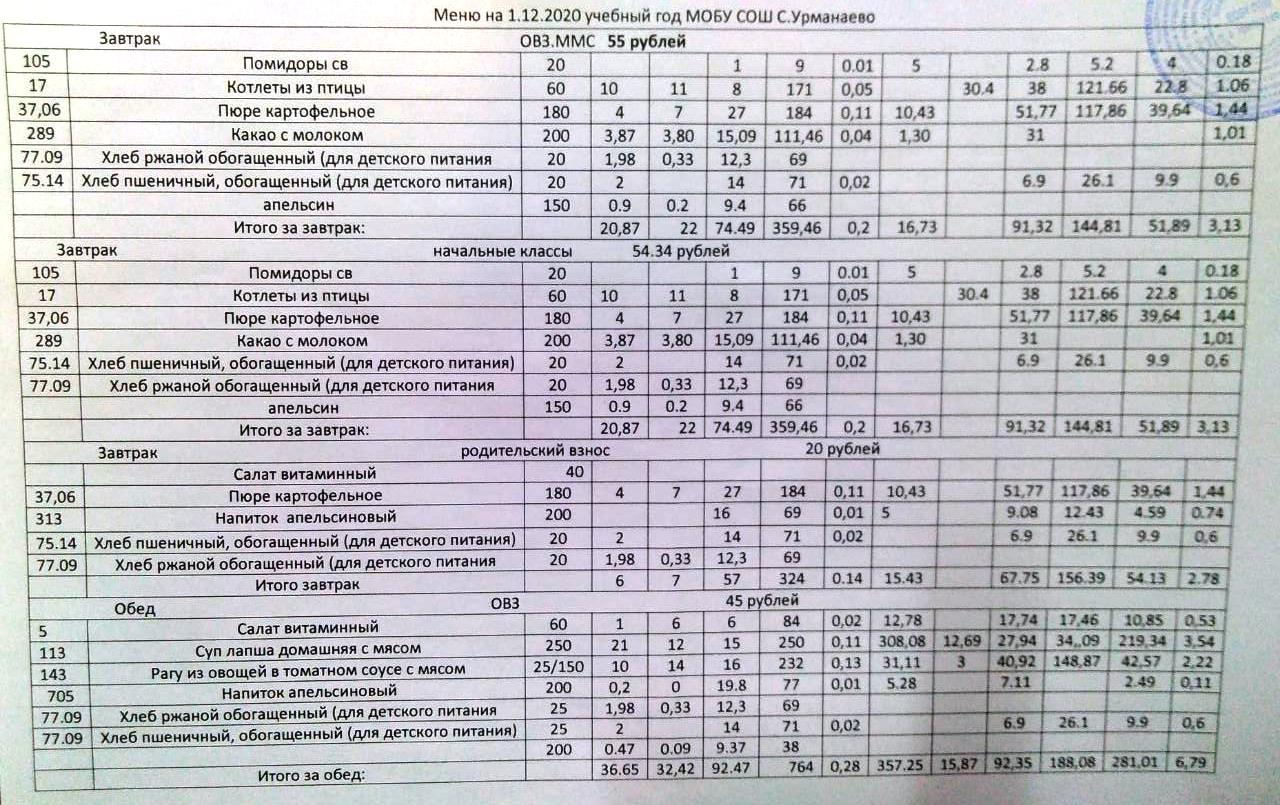 Меню на 1.12.2020 учебный год МОБУ СОШ С.Урманаево
Завтрак ОВЗ.ММС 55 рублей
105 Помидоры св 20 1 9 0.01 5 2.8 5.2 4 0.18
17 Котлеты из птицы 60 10 11 8 171 0,05 30.4 38 121.66 22.8 1.06
37,06 Пюре картофельное 180 4 7 27 184 0,11 10,43 51,77 117,86 39,64 1,44
289 Какао с молоком 200 3,87 3,80 15,09 111,46 0,04 1,30 31 1,01
77.09 Хлеб ржаной обогащенный (для детского питания 20 1,98 0,33 12,3 69
75.14 Хлеб пшеничный, обогащенный (для детского питания) 20 2 14 71 0,02 6.9 26.1 9.9 0,6
апельсин 150 0.9 0.2 9.4 66
Итого за завтрак: 20,87 22 74.49 359,46 0,2 16,73 91,32 144,81 51,89 3,13
Завтрак начальные классы 54.34 рублей
105 Помидоры св 20 1 9 0.01 5 2.8 5.2 4 0.18
17 Котлеты из птицы 60 10 11 8 171 0,05 30.4 38 121.66 22.8 1.06
37,06 Пюре картофельное 180 4 7 27 184 0,11 10,43 51,77 117,86 39,64 1,44
289 Какао с молоком 200 3,87 3,80 15,09 111,46 0,04 1,30 31 1,01
75.14 Хлеб пшеничный, обогащенный (для детского питания) 20 2 14 71 0,02 6.9 26.1 9.9 0,6
77.09 Хлеб ржаной обогащенный (для детского питания 20 1,98 0,33 12,3 69
апельсин 150 0.9 0.2 9.4 66
Итого за завтрак: 20,87 22 74.49 359,46 0,2 16,73 91,32 144,81 51,89 3,13
Завтрак родительский взнос 20 рублей
Салат витаминный 40
37,06 Пюре картофельное 180 4 7 27 184 0,11 10,43 51,77 117,86 39,64 1,44
313 Напиток апельсиновый 200 16 69 0,01 5 9.08 12.43 4.59 0.74
75.14 Хлеб пшеничный, обогащенный (для детского питания) 20 2 14 71 0,02 6.9 26.1 9.9 0,6
77.09 Хлеб ржаной обогащенный (для детского питания 20 1,98 0,33 12,3 69
Итого завтрак 6 7 57 324 0.14 15.43 67.75 156.39 54.13 2.78
Обед ОВЗ 45 рублей
5 Салат витаминный 60 1 6 6 84 0,02 12,78 17,74 17,46 10,85 0,53
113 Суп лапша домашняя с мясом 250 21 12 15 250 0,11 308,08 12,69 27,94 34,,09 219,34 3,54
143 Рагу из овощей в томатном соусе с мясом 25/150 10 14 16 232 0,13 31,11 3 40,92 148,87 42,57 2,22
705 Напиток апельсиновый 200 0,2 0 19.8 77 0,01 5.28 7.11 2.49 0,11
77.09 Хлеб ржаной обогащенный (для детского питания 25 1,98 0,33 12,3 69
77.09 Хлеб пшеничный, обогащенный (для детского питания) 25 2 14 71 0,02 6.9 26.1 9.9 0,6
200 0.47 0.09 9.37 38
Итого за обед: 36.65 32,42 92.47 764 0,28 357.25 15,87 92,35 188,08 281,01 6,79